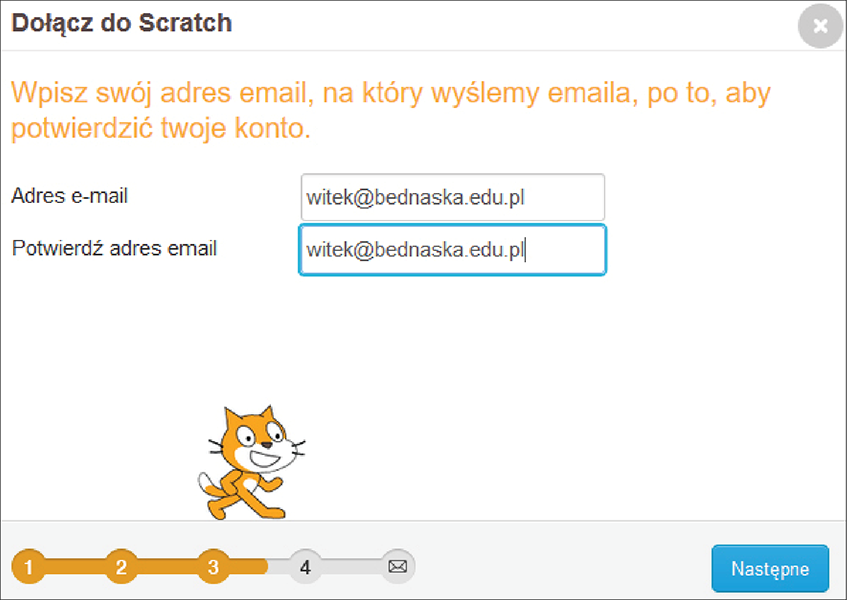 Dołącz do Scratch
Wpisz swój adres email, na który wyślemy emaila, po to, aby
potwierdzić twoje konto.
Adres e-mail
witek@bednaska.edu.pl
Potwierdź adres email
witek@bednaska.edu.pl
1 2 3 4
Następne